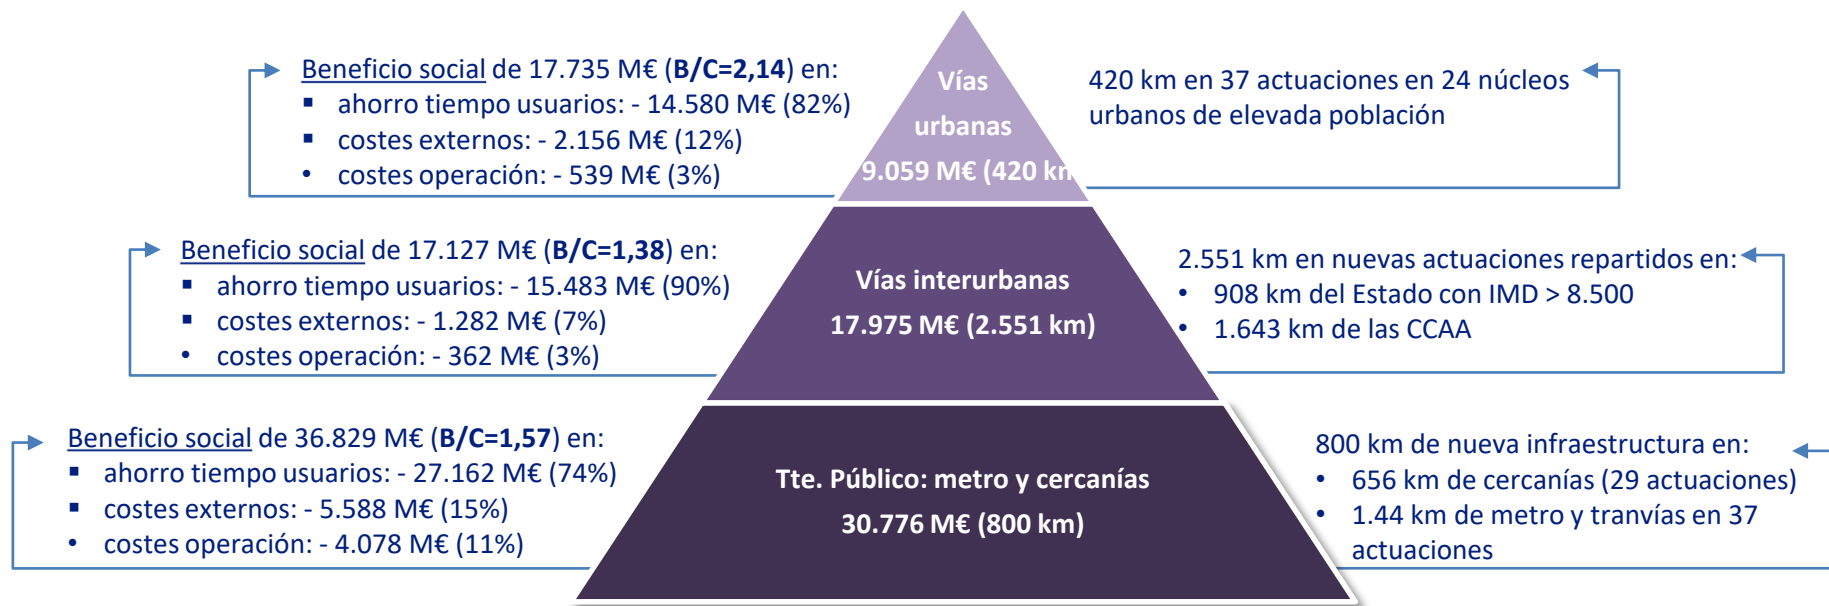 Beneficio social de 17.735 M€ (B/C=2,14) en:
▪ ahorro tiempo usuarios: - 14.580 M€ (82%)
▪ costes externos: - 2.156 M€ (12%)
• costes operación: - 539 M€ (3%)
Vías
urbanas
9.059 M€ (420 km
420 km en 37 actuaciones en 24 núcleos
urbanos de elevada población
Beneficio social de 17.127 M€ (B/C=1,38) en:
▪ ahorro tiempo usuarios: - 15.483 M€ (90%)
▪ costes externos: - 1.282 M€ (7%)
• costes operación: - 362 M€ (3%)
Vías interurbanas
17.975 M€ (2.551 km)
2.551 km en nuevas actuaciones repartidos en:
• 908 km del Estado con IMD > 8.500
• 1.643 km de las CCAA
Beneficio social de 36.829 M€ (B/C=1,57) en:
▪ ahorro tiempo usuarios: - 27.162 M€ (74%)
▪ costes externos: - 5.588 M€ (15%)
• costes operación: - 4.078 M€ (11%)
Tte. Público: metro y cercanías
30.776 M€ (800 km)
800 km de nueva infraestructura en:
• 656 km de cercanías (29 actuaciones)
• 1.44 km de metro y tranvías en 37
actuaciones